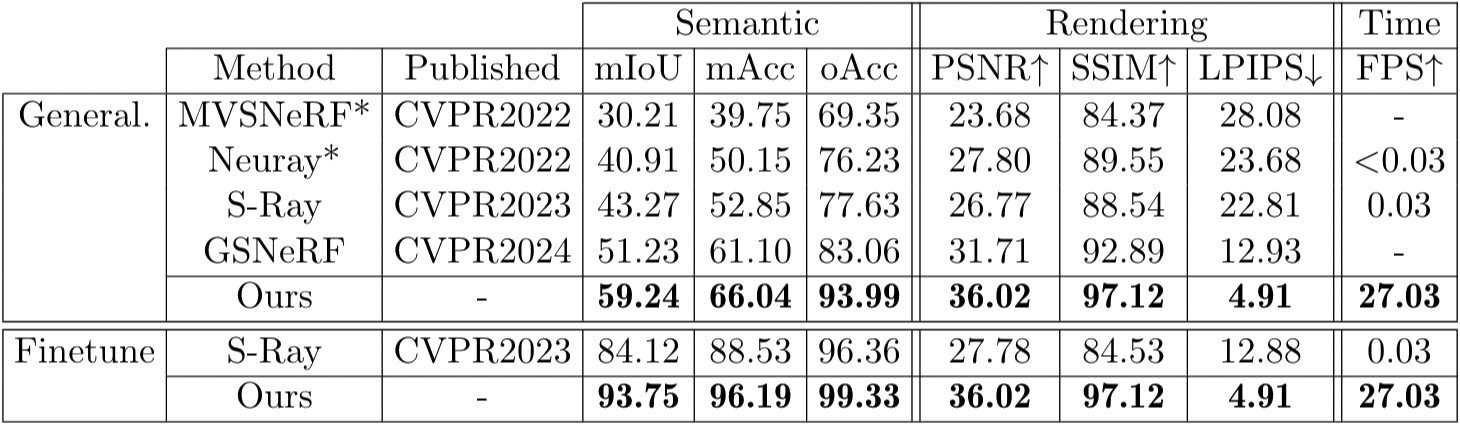 Semantic Rendering Time
Method Published mIoU mAcc oAcc PSNR↑ SSIM↑ LPIPS↓ FPS↑
General. MVSNeRF* CVPR2022 30.21 39.75 69.35 23.68 84.37 28.08 -
Neuray* CVPR2022 40.91 50.15 76.23 27.80 89.55 23.68 <0.03
S-Ray CVPR2023 43.27 52.85 77.63 26.77 88.54 22.81 0.03
GSNeRF CVPR2024 51.23 61.10 83.06 31.71 92.89 12.93 -
Ours - 59.24 66.04 93.99 36.02 97.12 4.91 27.03
Finetune S-Ray CVPR2023 84.12 88.53 96.36 27.78 84.53 12.88 0.03
Ours - 93.75 96.19 99.33 36.02 97.12 4.91 27.03